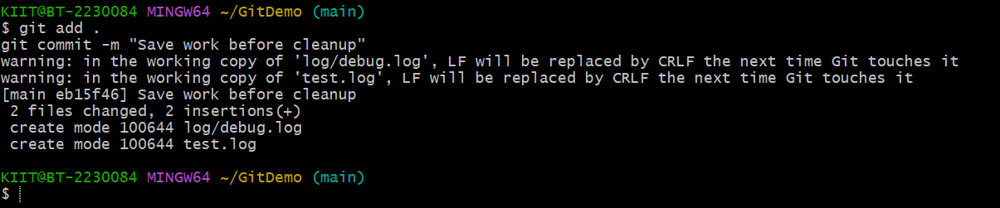 KIIT@BT-2230084 MINGW64 ~/GitDemo (main)
$ git add .
git commit -m "Save work before cleanup"
warning: in the working copy of 'log/debug.log', LF will be replaced by CRLF the next time Git touches it
warning: in the working copy of 'test.log', LF will be replaced by CRLF the next time Git touches it
[main eb15f46] Save work before cleanup
 2 files changed, 2 insertions(+)
 create mode 100644 log/debug.log
 create mode 100644 test.log
KIIT@BT-2230084 MINGW64 ~/GitDemo (main)
$